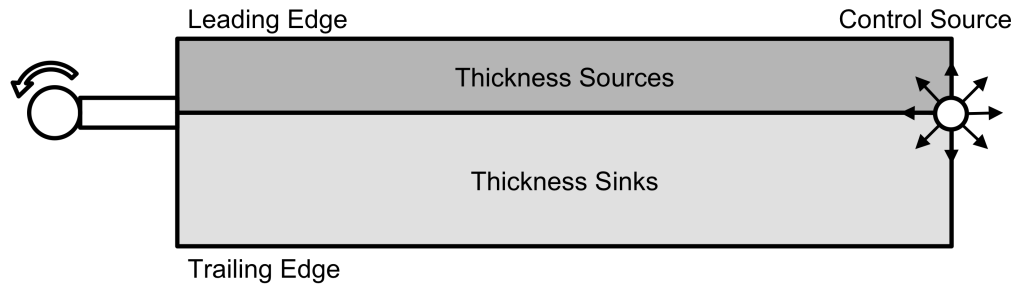 Leading Edge
Control Source
Thickness Sources
Thickness Sinks
Trailing Edge